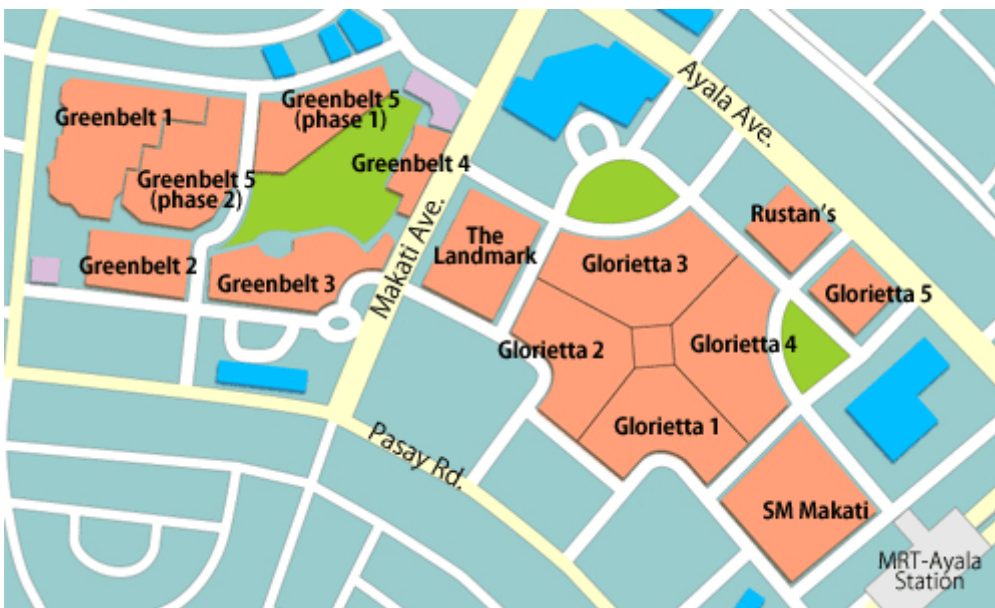 Greenbelt 1
Greenbelt 5
(phase 1)
Greenbelt 4
Greenbelt 5
(phase 2)
Greenbelt 2
Greenbelt 3
Makati Ave.
The
Landmark
Ayala Ave.
Rustan's
Glorietta 3
Glorietta 5
Glorietta 2
Glorietta 4
Glorietta 1
Pasay Rd.
SM Makati
MRT-Ayala
Station